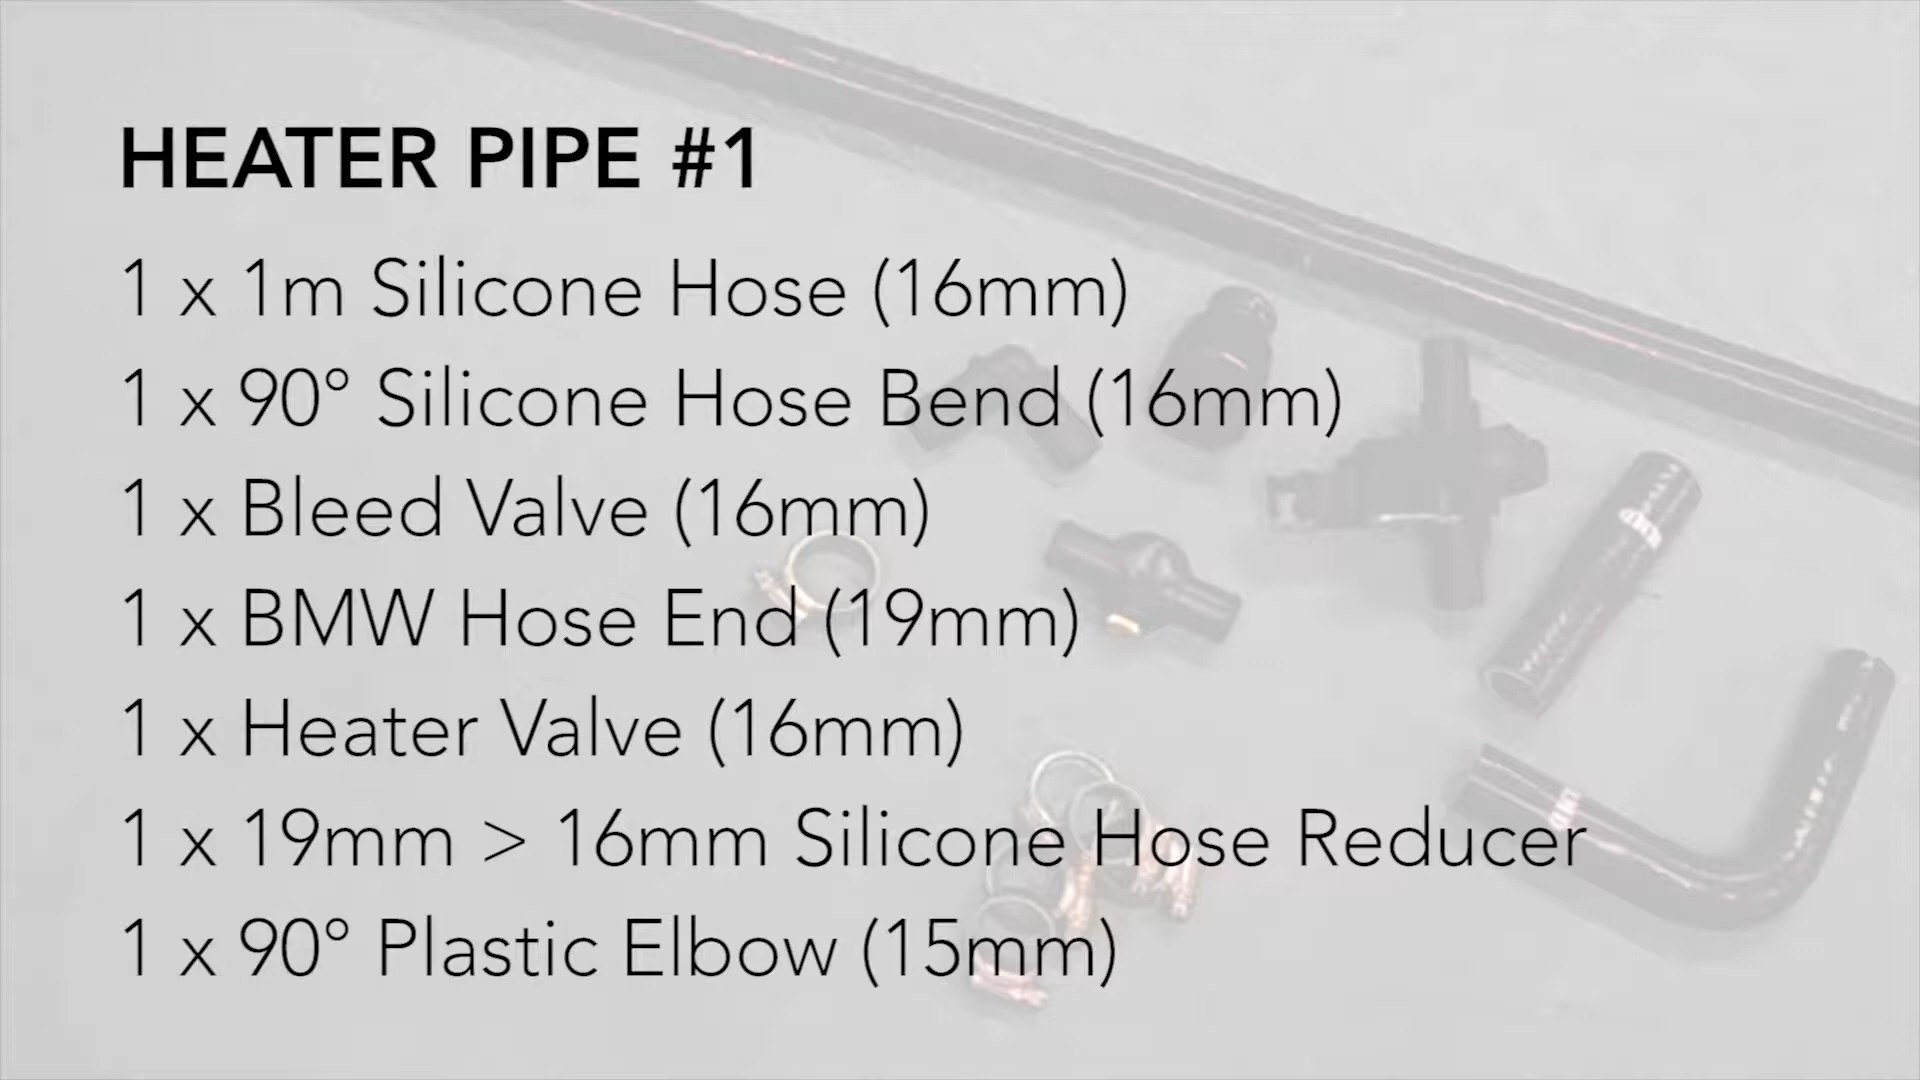 HEATER PIPE #1
1 x 1m Silicone Hose (16mm)
1 x 90° Silicone Hose Bend (16mm)
1 x Bleed Valve (16mm)
1 x BMW Hose End (19mm)
1 x Heater Valve (16mm)
1 x 19mm > 16mm Silicone Hose Reducer
1 x 90° Plastic Elbow (15mm)